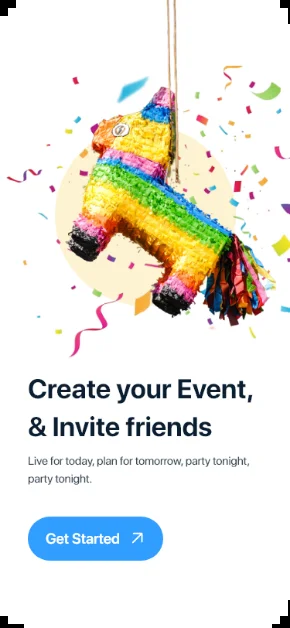 Create your Event,
& Invite friends
Live for today, plan for tomorrow, party tonight,
party tonight.
Get Started